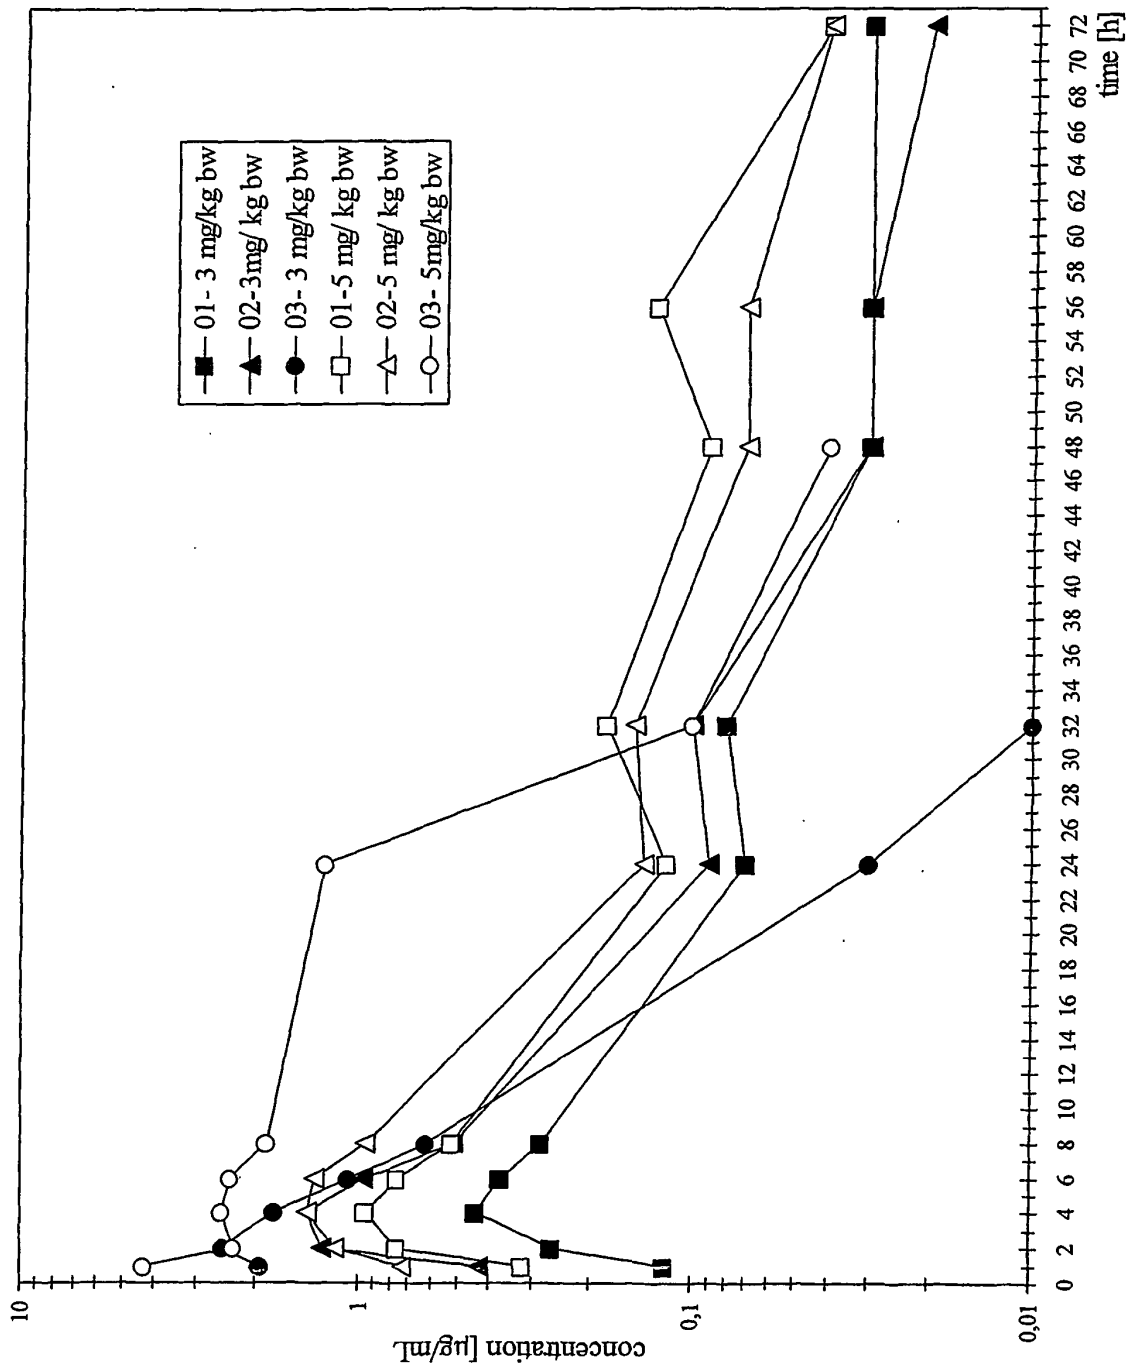 10
1
0,1
0,01
concentration [µg/mL
01- 3 mg/kg bw
02-3mg/ kg bw
03- 3 mg/kg bw
01-5 mg/ kg bw
02-5 mg/ kg bw
03- 5mg/kg bw
0 2 4 6 8 10 12 14 16 18 20 22 24 26 28 30 32 34 36 38 40 42 44 46 48 50 52 54 56 58 60 62 64 66 68 70 72
time [h]